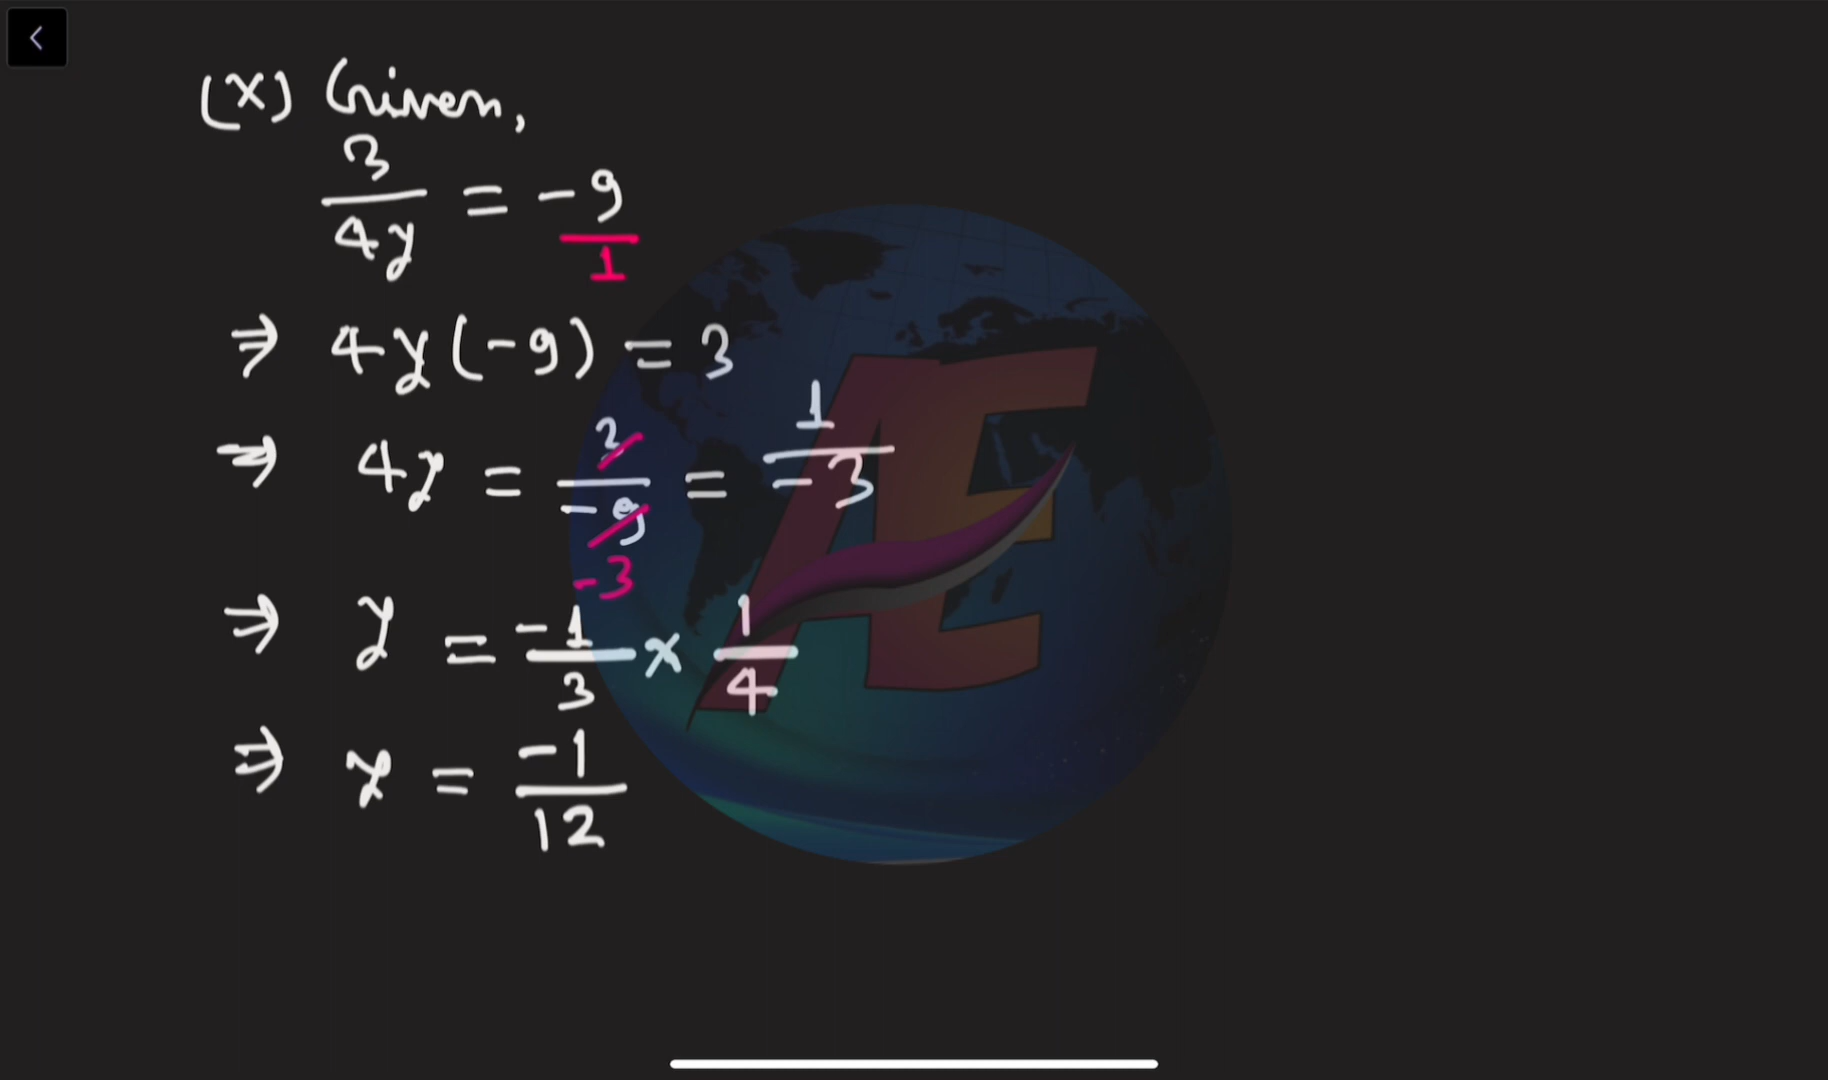 (x) Given,
3/4y = -9/1
⇒ 4y(-9) = 3
⇒ 4y = 3/-9 = 1/-3
-3
⇒ y = -1/3 × 1/4
⇒ y = -1/12
Æ